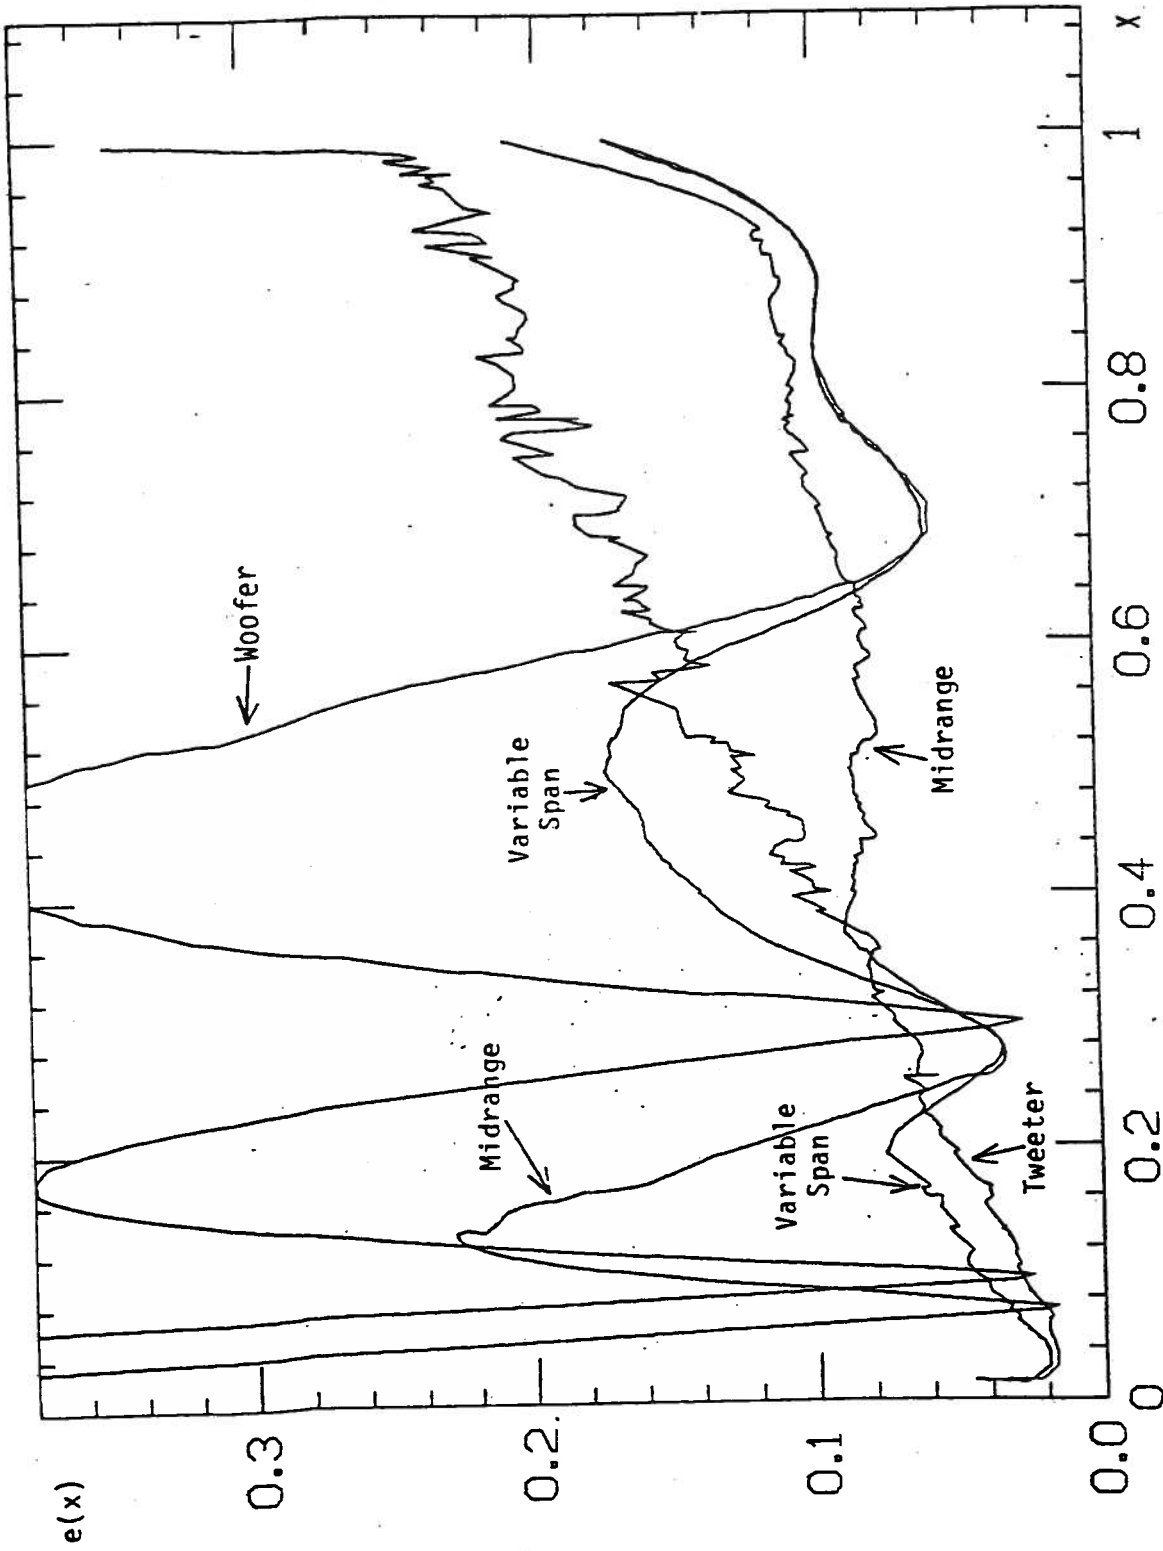 e(x)
0.3
0.2
0.1
0.0
0
0.2
0.4
0.6
0.8
1
x
Woofer
Variable
Span
Midrange
Midrange
Variable
Span
Tweeter